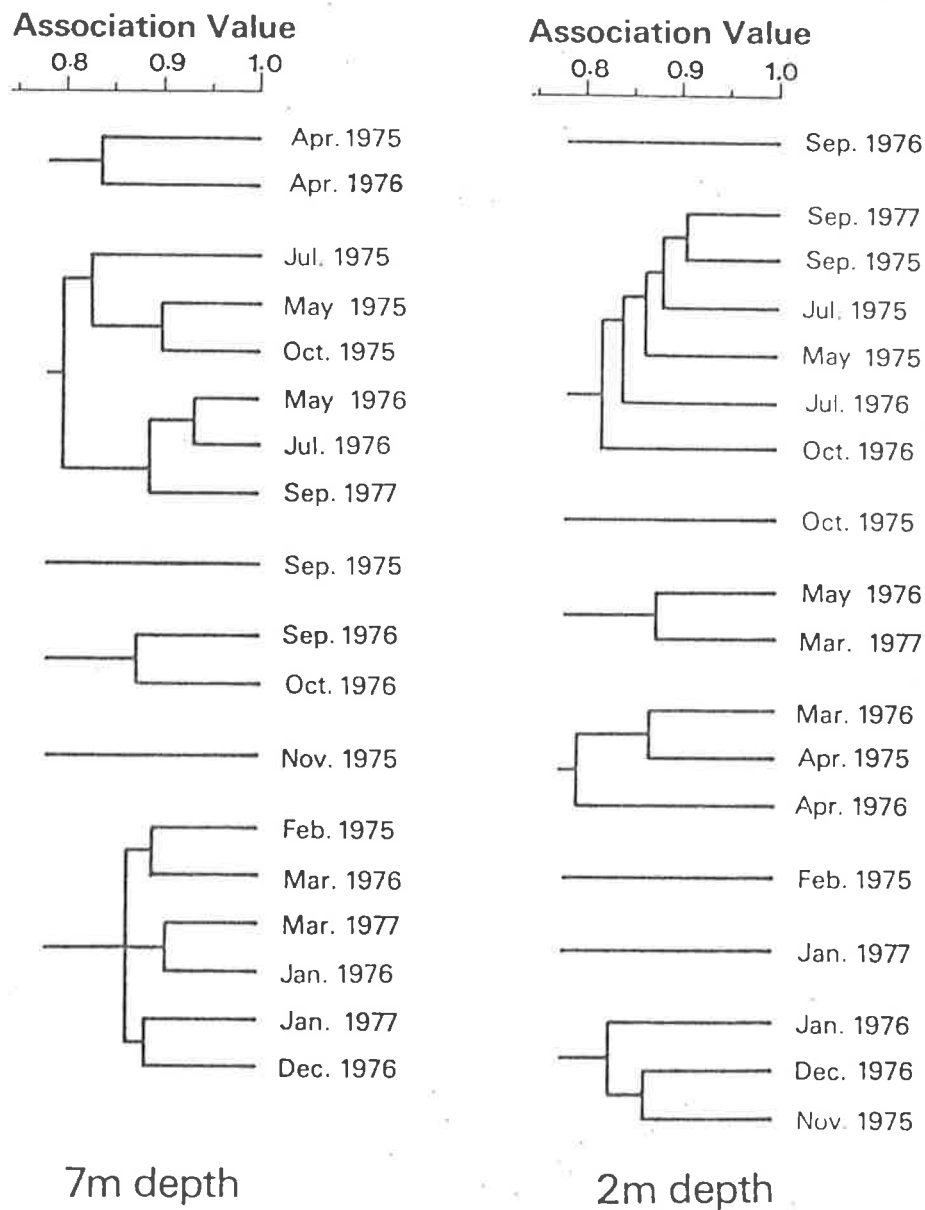 Association Value
0.8 0.9 1.0
Apr. 1975
Apr. 1976
Jul. 1975
May 1975
Oct. 1975
May 1976
Jul. 1976
Sep. 1977
Sep. 1975
Sep. 1976
Oct. 1976
Nov. 1975
Feb. 1975
Mar. 1976
Mar. 1977
Jan. 1976
Jan. 1977
Dec. 1976
7m depth
Association Value
0.8 0.9 1.0
Sep. 1976
Sep. 1977
Sep. 1975
Jul. 1975
May 1975
Jul. 1976
Oct. 1976
Oct. 1975
May 1976
Mar. 1977
Mar. 1976
Apr. 1975
Apr. 1976
Feb. 1975
Jan. 1977
Jan. 1976
Dec. 1976
Nov. 1975
2m depth